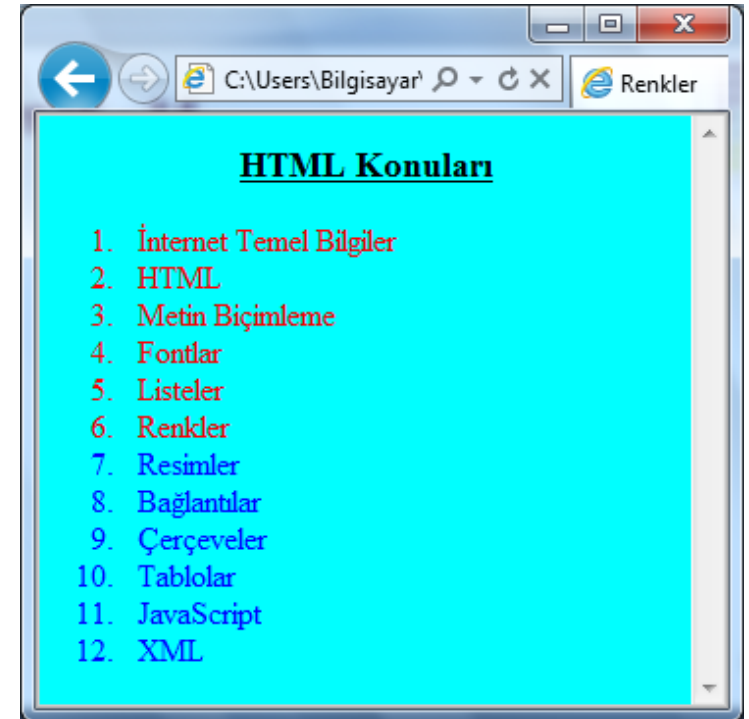 C:\Users\Bilgisayar\
Renkler
HTML Konuları
1. İnternet Temel Bilgiler
2. HTML
3. Metin Biçimleme
4. Fontlar
5. Listeler
6. Renkler
7. Resimler
8. Bağlantılar
9. Çerçeveler
10. Tablolar
11. JavaScript
12. XML